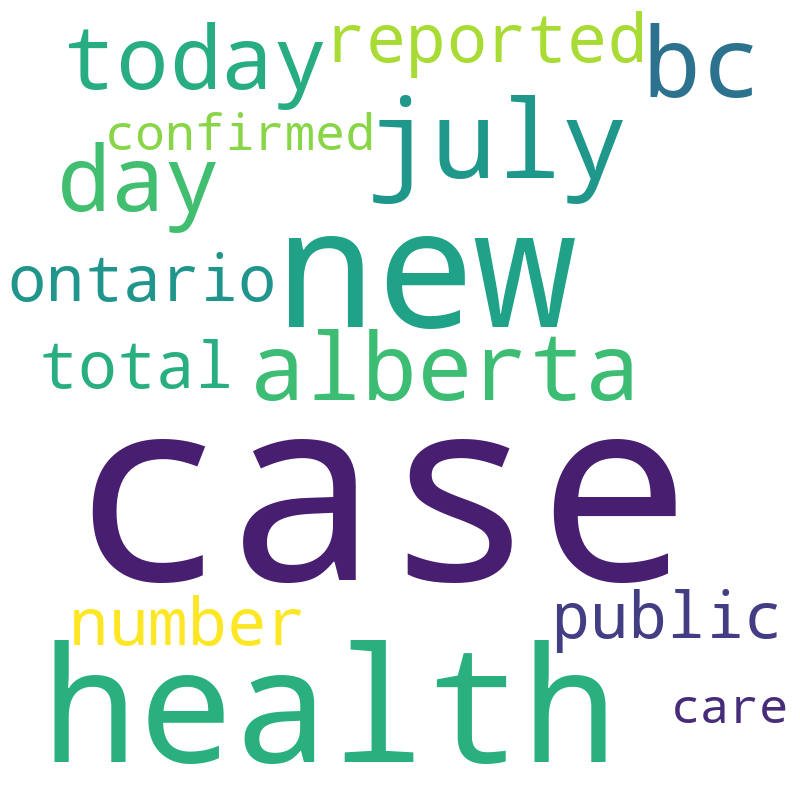 today
reported
bc
confirmed
july
day
new
ontario
total
alberta
case
number
public
health
care